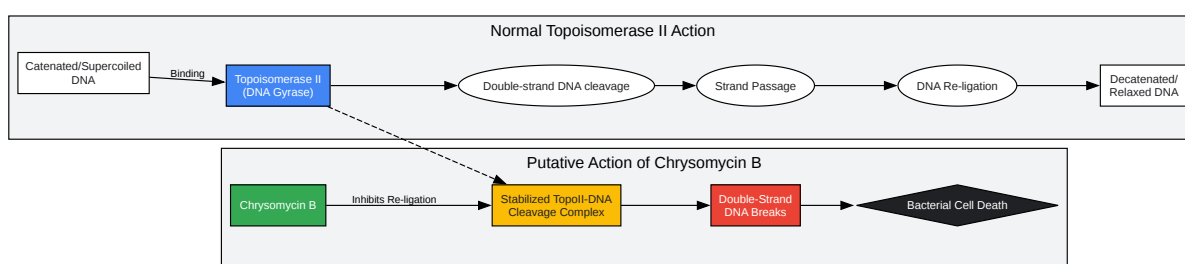 Normal Topoisomerase II Action
Catenated/Supercoiled
DNA
Binding
Topoisomerase II
(DNA Gyrase)
Double-strand DNA cleavage
Strand Passage
DNA Re-ligation
Decatenated/
Relaxed DNA
Putative Action of Chrysomycin B
Chrysomycin B
Inhibits Re-ligation
Stabilized TopoII-DNA
Cleavage Complex
Double-Strand
DNA Breaks
Bacterial Cell Death